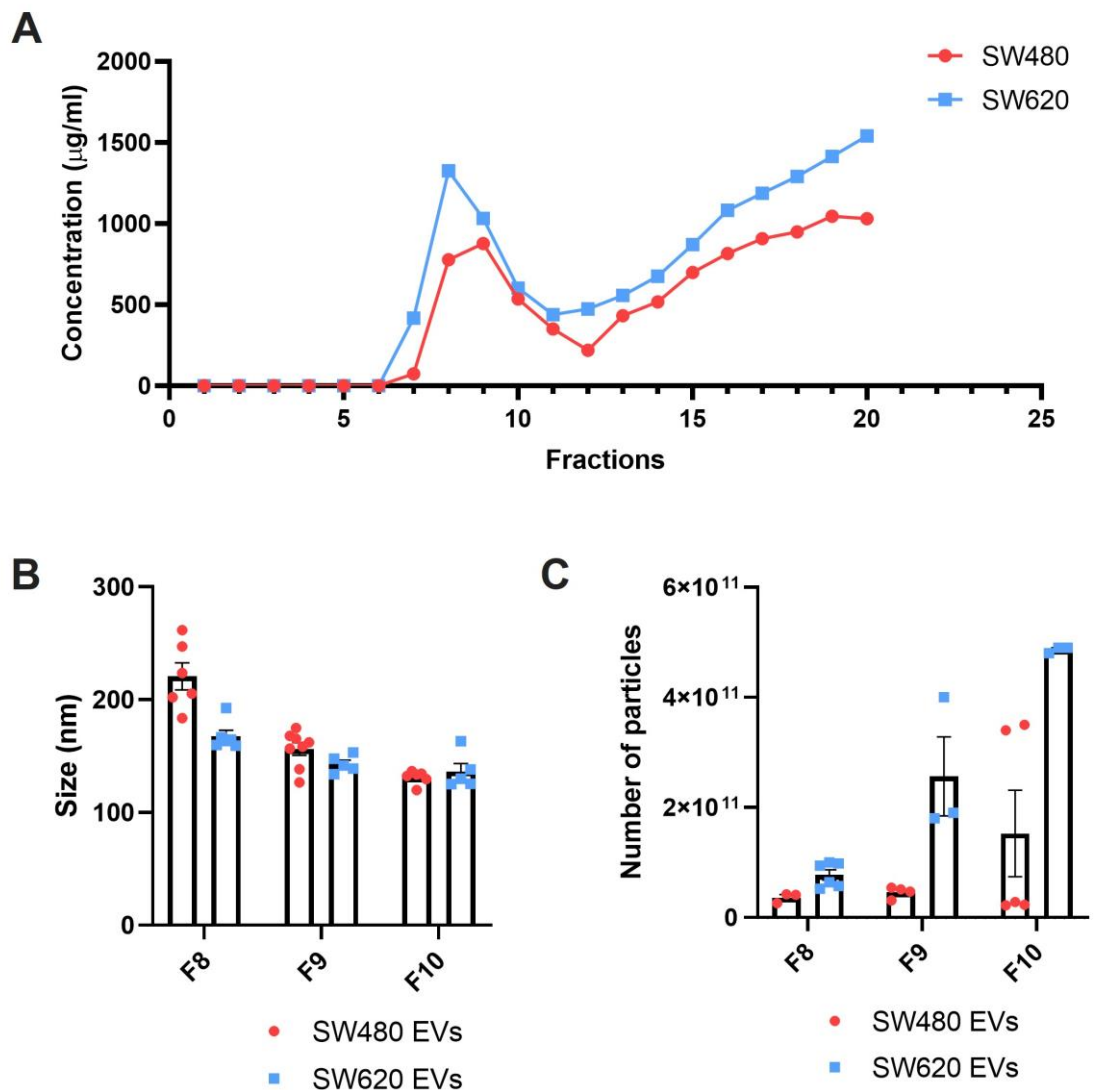 A
SW480
SW620
2000
1500
1000
500
0
Concentration (μg/ml)
0 5 10 15 20 25
Fractions
B
300
200
100
0
Size (nm)
F8 F9 F10
SW480 EVs
SW620 EVs
C
6×10¹¹
4×10¹¹
2×10¹¹
0
Number of particles
F8 F9 F10
SW480 EVs
SW620 EVs